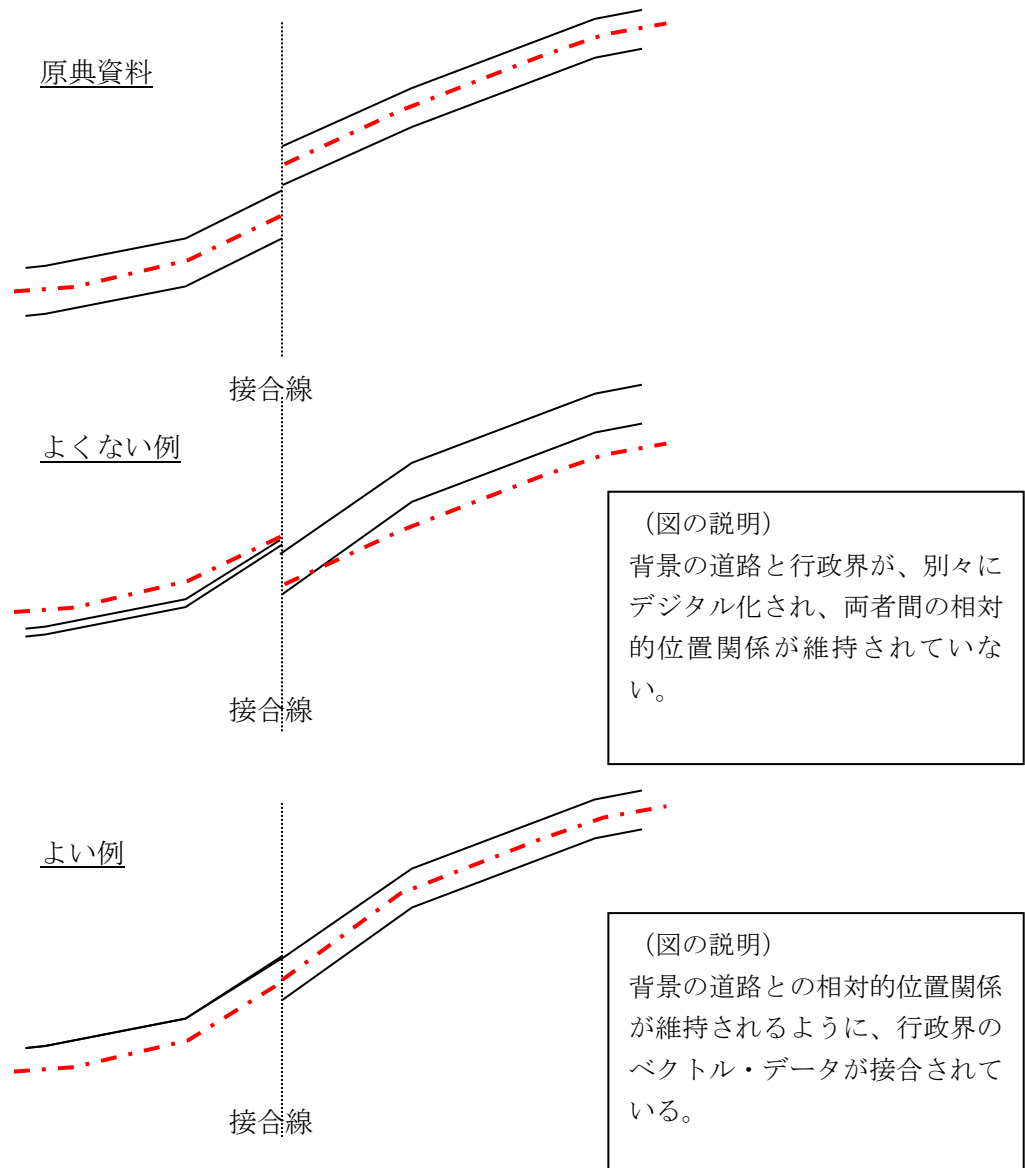 原典資料
接合線
よくない例
(図の説明)
背景の道路と行政界が、別々に
デジタル化され、両者間の相対
的位置関係が維持されていな
い。
接合線
よい例
(図の説明)
背景の道路との相対的位置関係
が維持されるように、行政界の
ベクトル・データが接合されて
いる。
接合線